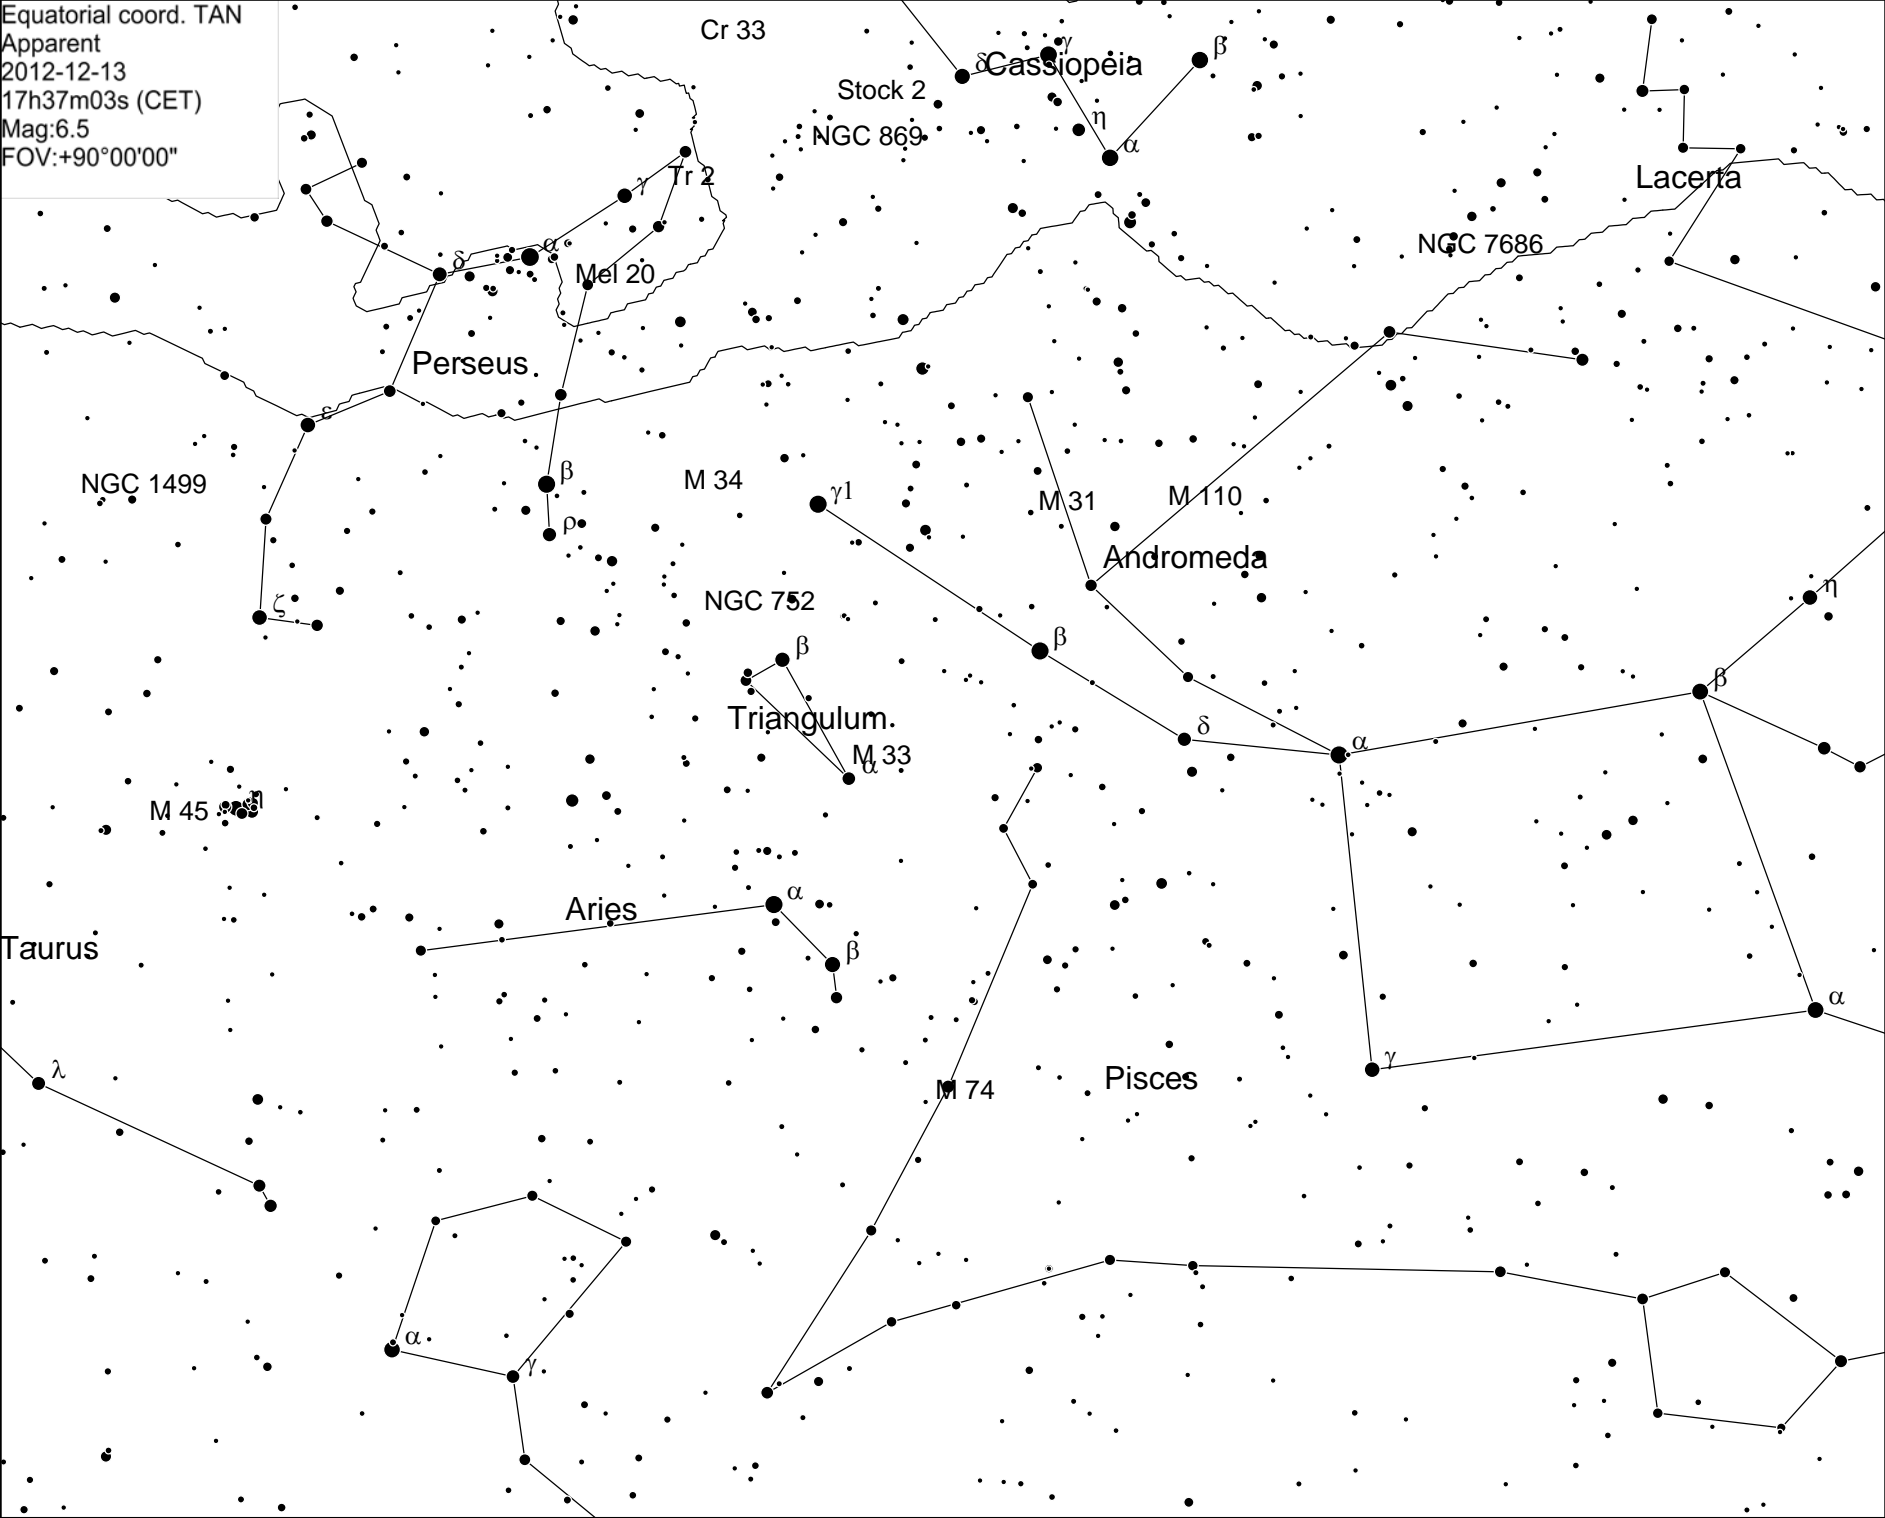 Equatorial coord. TAN
Apparent
2012-12-13
17h37m03s (CET)
Mag:6.5
FOV:+90°00'00"
Cr 33
δ
γ
Cassiopeia
β
Stock 2
NGC 869
η
α
γ
Tr 2
Lacerta
δ
α
Mel 20
NGC 7686
Perseus
ε
NGC 1499
β
M 34
γ1
M 31
M 110
ρ
Andromeda
ζ
NGC 752
η
β
β
β
Triangulum
δ
α
M 33
α
M 45
η
Aries
α
Taurus
β
α
λ
γ
M 74
Pisces
α
γ